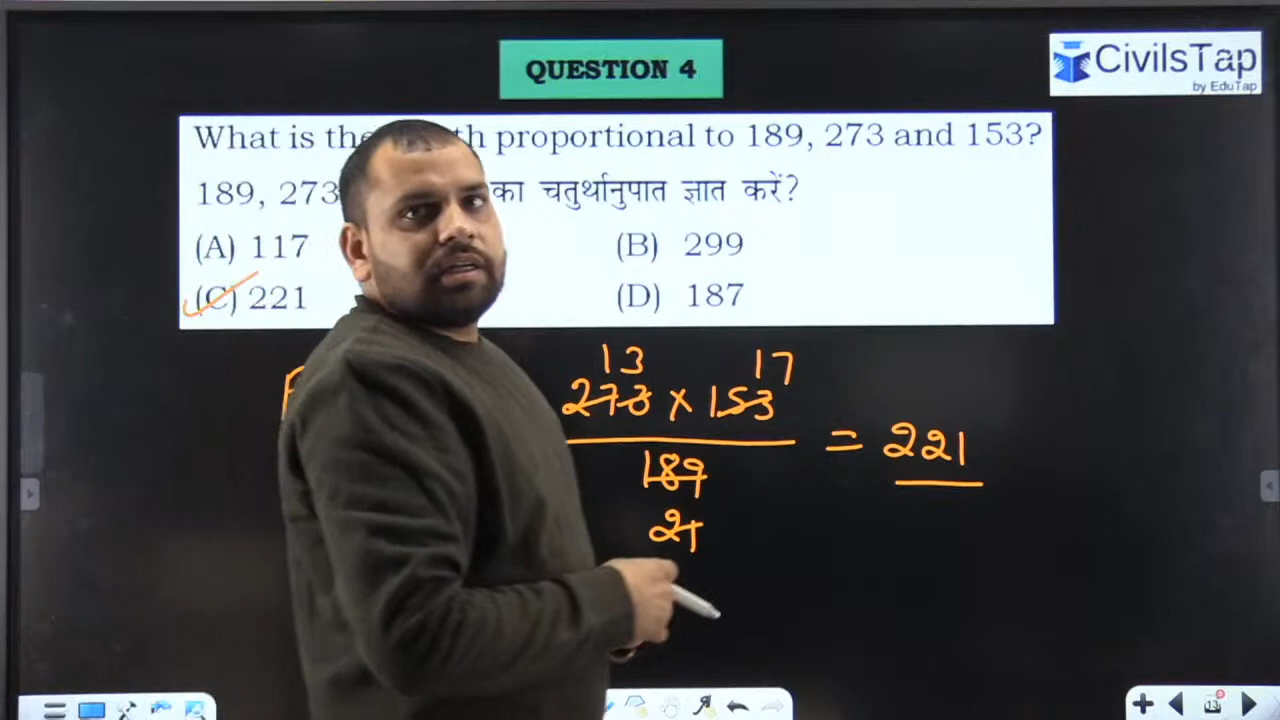 QUESTION 4
CivilsTap
by EduTap
What is the th proportional to 189, 273 and 153?
189, 273 का चतुर्थानुपात ज्ञात करें?
(A) 117 (B) 299
(C) 221 (D) 187
13 17
273 × 153
= 221
189
21
13